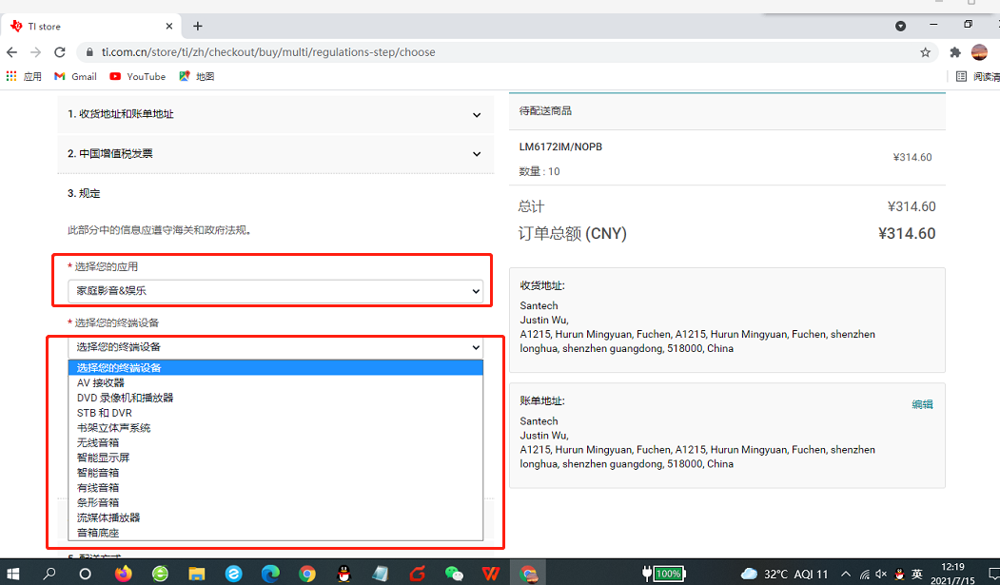 TI store
ti.com.cn/store/ti/zh/checkout/buy/multi/regulations-step/choose
应用 Gmail YouTube 地图 阅读清
1. 收货地址和账单地址
2. 中国增值税发票
3. 规定
此部分中的信息应遵守海关和政府法规。
* 选择您的应用
家庭影音&娱乐
* 选择您的终端设备
选择您的终端设备
选择您的终端设备
AV 接收器
DVD 录像机和播放器
STB 和 DVR
书架立体声系统
无线音箱
智能显示屏
智能音箱
有线音箱
条形音箱
流媒体播放器
音箱底座
5. 配送方式
待配送商品
LM6172IM/NOPB
¥314.60
数量 : 10
总计 ¥314.60
订单总额 (CNY) ¥314.60
收货地址:
Santech
Justin Wu,
A1215, Hurun Mingyuan, Fuchen, A1215, Hurun Mingyuan, Fuchen, shenzhen
longhua, shenzhen guangdong, 518000, China
账单地址: 编辑
Santech
Justin Wu,
A1215, Hurun Mingyuan, Fuchen, A1215, Hurun Mingyuan, Fuchen, shenzhen
longhua, shenzhen guangdong, 518000, China
100% 32°C AQI 11 英 12:19
2021/7/15